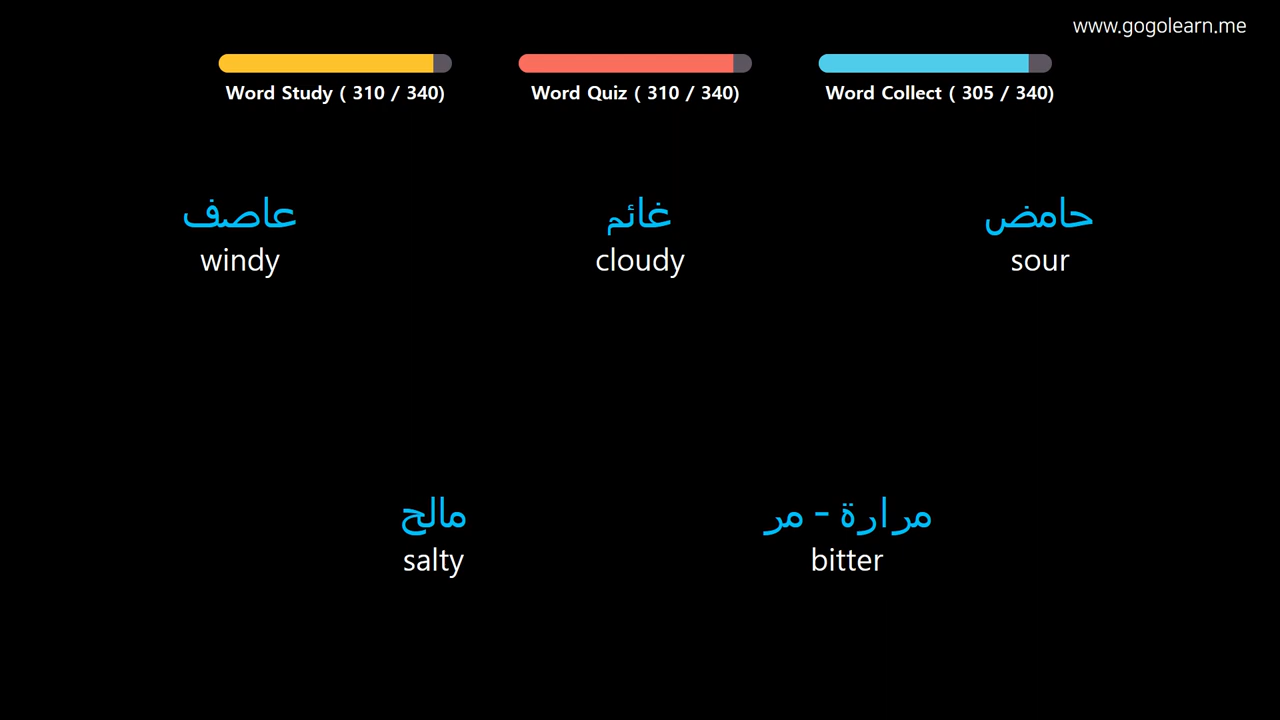 www.gogolearn.me
Word Study ( 310 / 340)
Word Quiz ( 310 / 340)
Word Collect ( 305 / 340)
عاصف
windy
غائم
cloudy
حامض
sour
مالح
salty
مرارة - مر
bitter